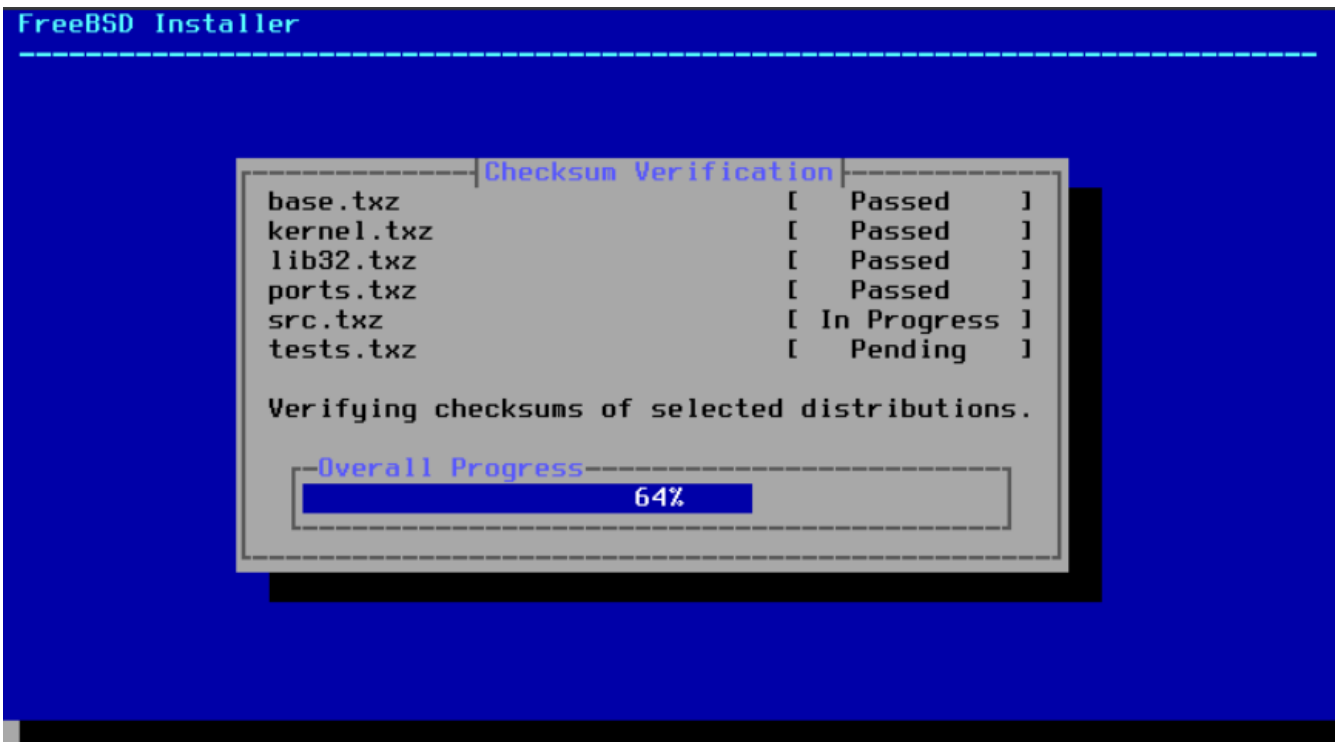 FreeBSD Installer
Checksum Verification
base.txz [ Passed ]
kernel.txz [ Passed ]
lib32.txz [ Passed ]
ports.txz [ Passed ]
src.txz [ In Progress ]
tests.txz [ Pending ]
Verifying checksums of selected distributions.
Overall Progress
64%